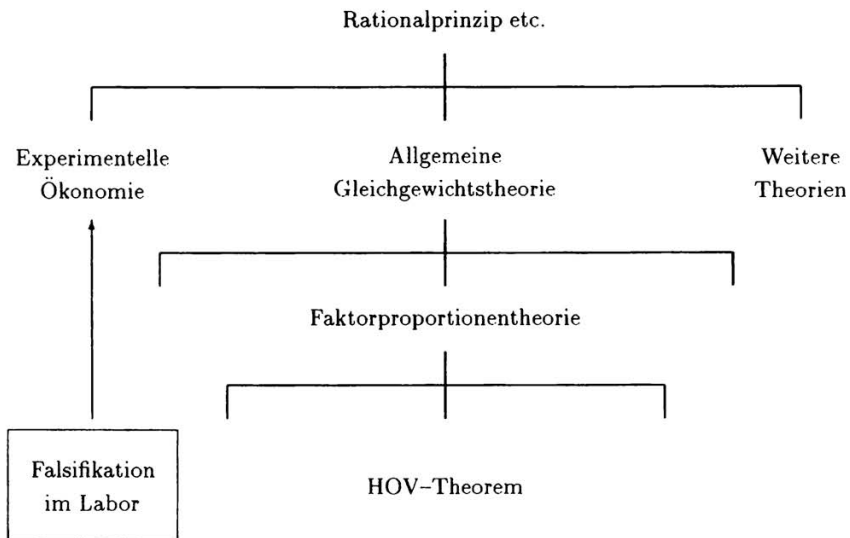 Rationalprinzip etc.
Experimentelle
Ökonomie
Allgemeine
Gleichgewichtstheorie
Weitere
Theorien
Faktorproportionentheorie
Falsifikation
im Labor
HOV–Theorem